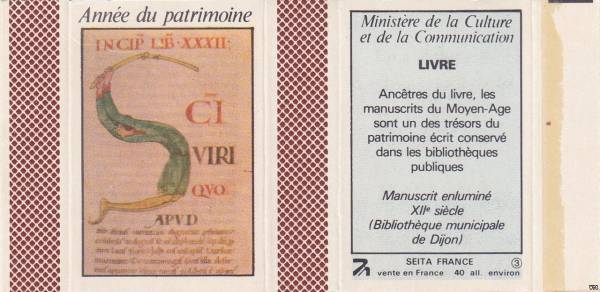 Année du patrimoine
INCIP LIB·XXXII·
S
CI
VIRI
QVO
APVD
Ministère de la Culture
et de la Communication
LIVRE
Ancêtres du livre, les
manuscrits du Moyen-Age
sont un des trésors du
patrimoine écrit conservé
dans les bibliothèques
publiques
Manuscrit enluminé
XIIe siècle
(Bibliothèque municipale
de Dijon)
SEITA FRANCE 3
vente en France 40 all. environ